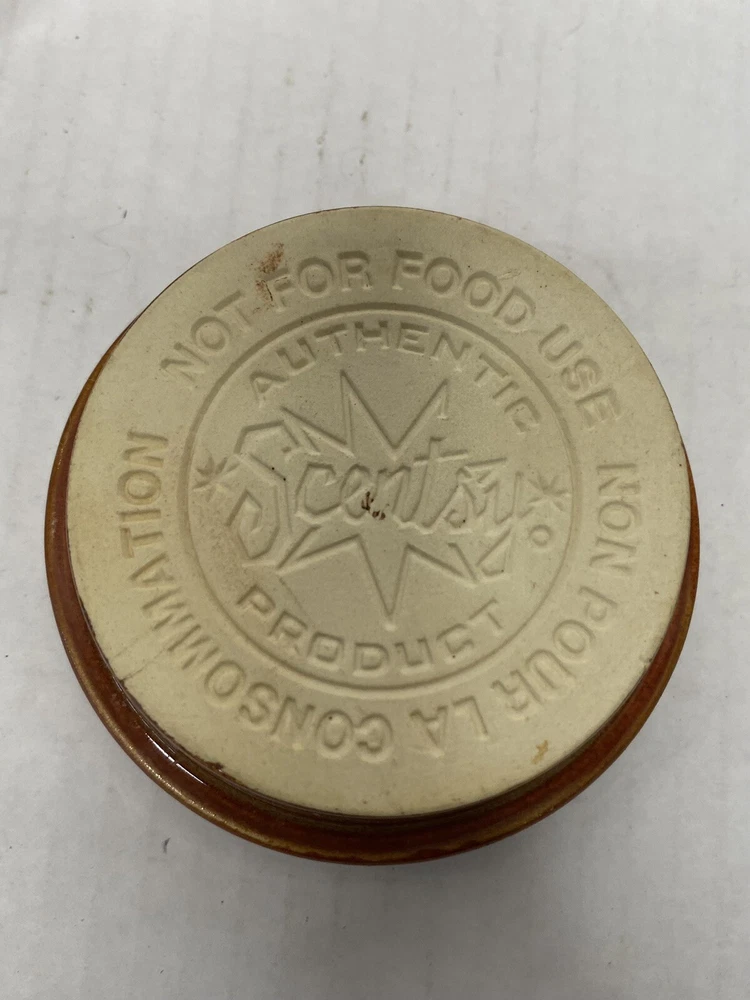 NOT FOR FOOD USE
NON POUR LA CONSOMMATION
AUTHENTIC
Scentsy
PRODUCT